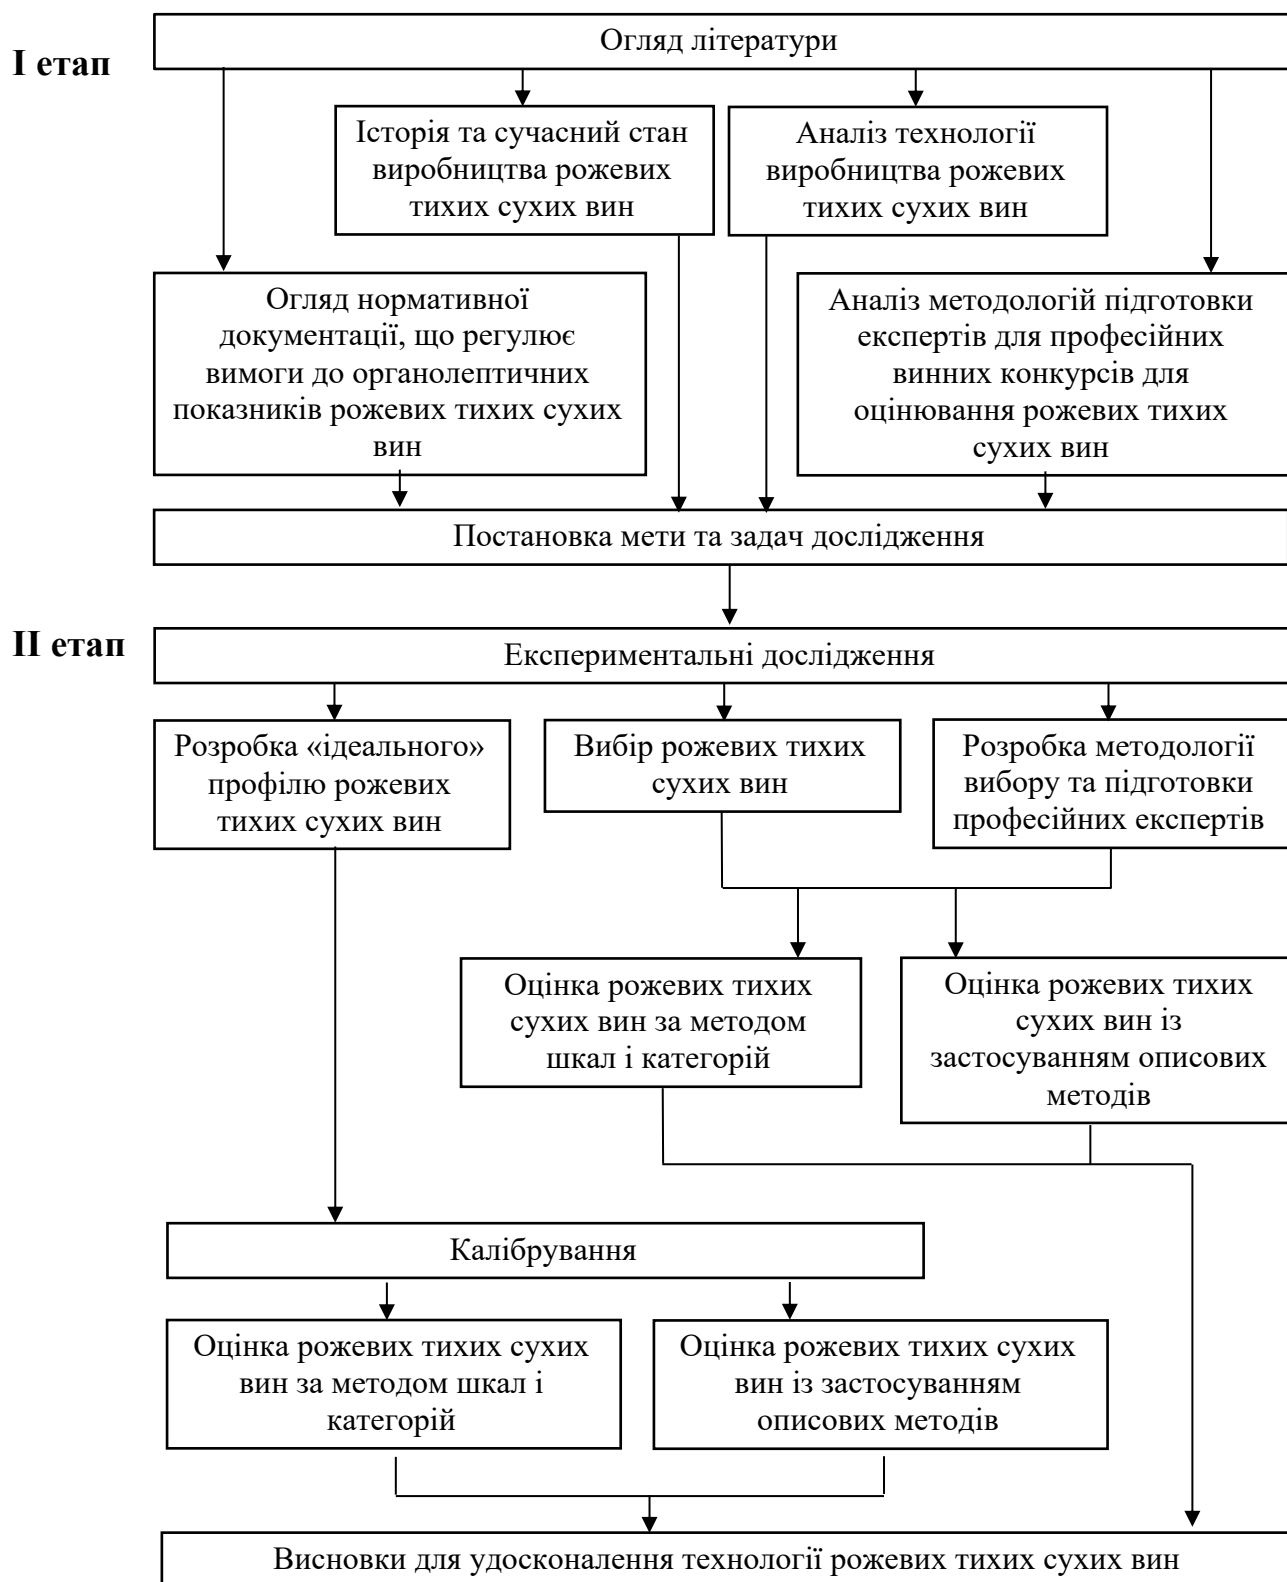 I етап
Огляд літератури
Історія та сучасний стан
виробництва рожевих
тихих сухих вин
Аналіз технології
виробництва рожевих
тихих сухих вин
Огляд нормативної
документації, що регулює
вимоги до органолептичних
показників рожевих тихих сухих
вин
Аналіз методологій підготовки
експертів для професійних
винних конкурсів для
оцінювання рожевих тихих
сухих вин
Постановка мети та задач дослідження
II етап
Експериментальні дослідження
Розробка «ідеального»
профілю рожевих
тихих сухих вин
Вибір рожевих тихих
сухих вин
Розробка методології
вибору та підготовки
професійних експертів
Оцінка рожевих тихих
сухих вин за методом
шкал і категорій
Оцінка рожевих тихих
сухих вин із
застосуванням описових
методів
Калібрування
Оцінка рожевих тихих сухих
вин за методом шкал і
категорій
Оцінка рожевих тихих сухих
вин із застосуванням
описових методів
Висновки для удосконалення технології рожевих тихих сухих вин